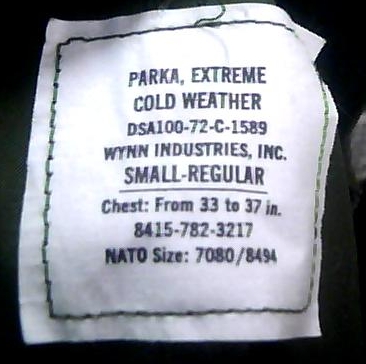 PARKA, EXTREME
COLD WEATHER
DSA100-72-C-1589
WYNN INDUSTRIES, INC.
SMALL-REGULAR
Chest: From 33 to 37 in.
8415-782-3217
NATO Size: 7080/8494